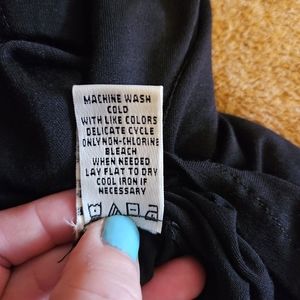 MACHINE WASH
COLD
WITH LIKE COLORS
DELICATE CYCLE
ONLY NON-CHLORINE
BLEACH
WHEN NEEDED
LAY FLAT TO DRY
COOL IRON IF
NECESSARY